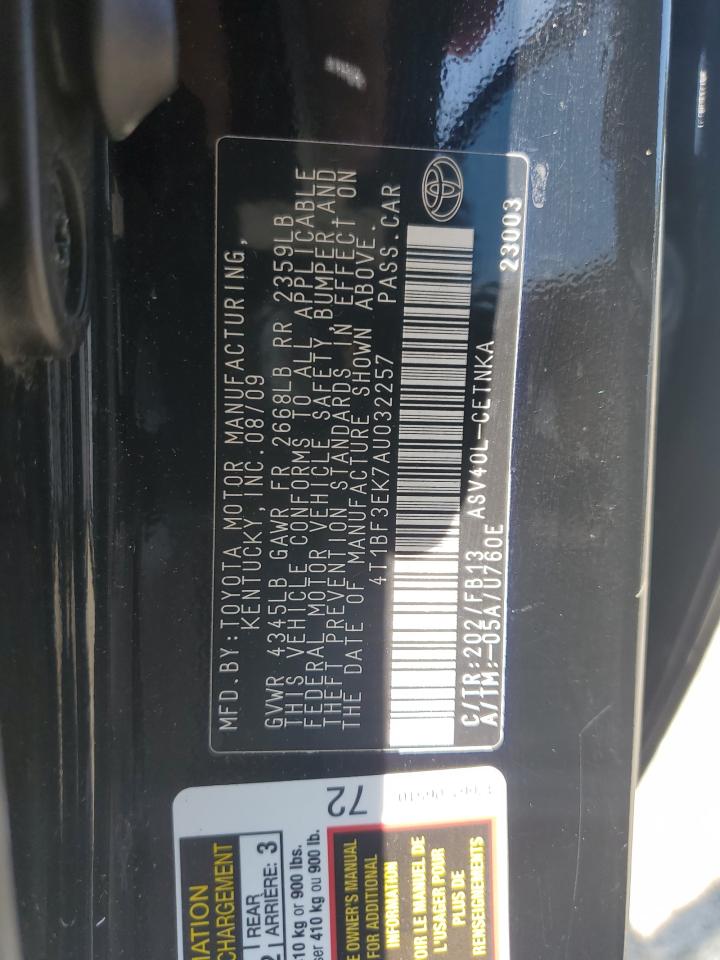 MFD.BY:TOYOTA MOTOR MANUFACTURING,
KENTUCKY, INC.08/09
GVWR 4345LB GAWR FR 2668LB RR 2359LB
THIS VEHICLE CONFORMS TO ALL APPLICABLE
FEDERAL MOTOR VEHICLE SAFETY,BUMPER,AND
THEFT PREVENTION STANDARDS IN EFFECT ON
THE DATE OF MANUFACTURE SHOWN ABOVE.
4T1BF3EK7AU032257 PASS.CAR
C/TR:202/FB13 ASV40L-CETNKA
A/TM:-05A/U760E 23003
MATION
CHARGEMENT
2 REAR
ARRIÈRE: 3
10 kg or 900 lbs.
ser 410 kg ou 900 lb.
72
E OWNER'S MANUAL
FOR ADDITIONAL
INFORMATION
OIR LE MANUEL DE
L'USAGER POUR
PLUS DE
RENSEIGNEMENTS